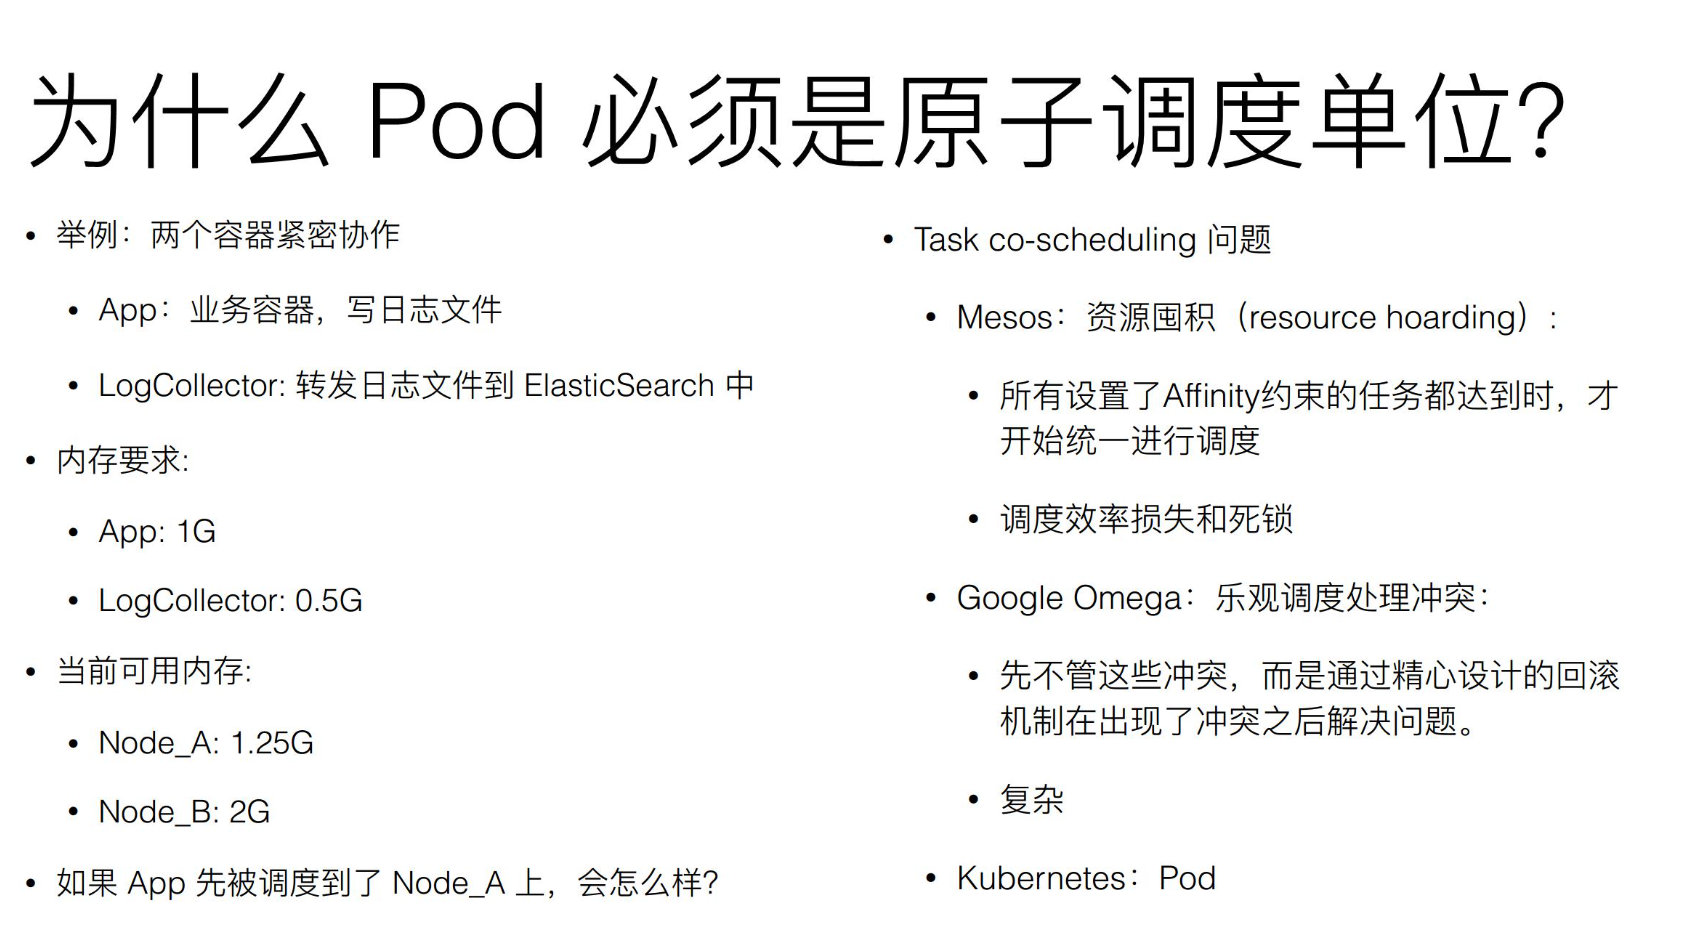 为什么 Pod 必须是原子调度单位？
• 举例：两个容器紧密协作
• App：业务容器，写日志文件
• LogCollector: 转发日志文件到 ElasticSearch 中
• 内存要求:
• App: 1G
• LogCollector: 0.5G
• 当前可用内存:
• Node_A: 1.25G
• Node_B: 2G
• 如果 App 先被调度到了 Node_A 上，会怎么样？
• Task co-scheduling 问题
• Mesos：资源囤积（resource hoarding）:
• 所有设置了Affinity约束的任务都达到时，才
开始统一进行调度
• 调度效率损失和死锁
• Google Omega：乐观调度处理冲突：
• 先不管这些冲突，而是通过精心设计的回滚
机制在出现了冲突之后解决问题。
• 复杂
• Kubernetes：Pod